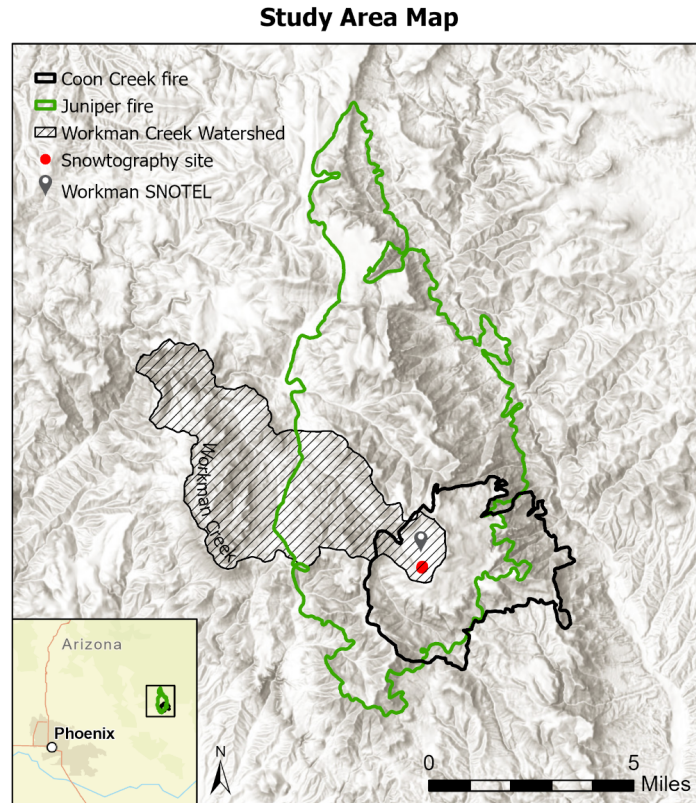 Study Area Map
Coon Creek fire
Juniper fire
Workman Creek Watershed
Snowtography site
Workman SNOTEL
Workman Creek
Arizona
Phoenix
N
0 5
Miles